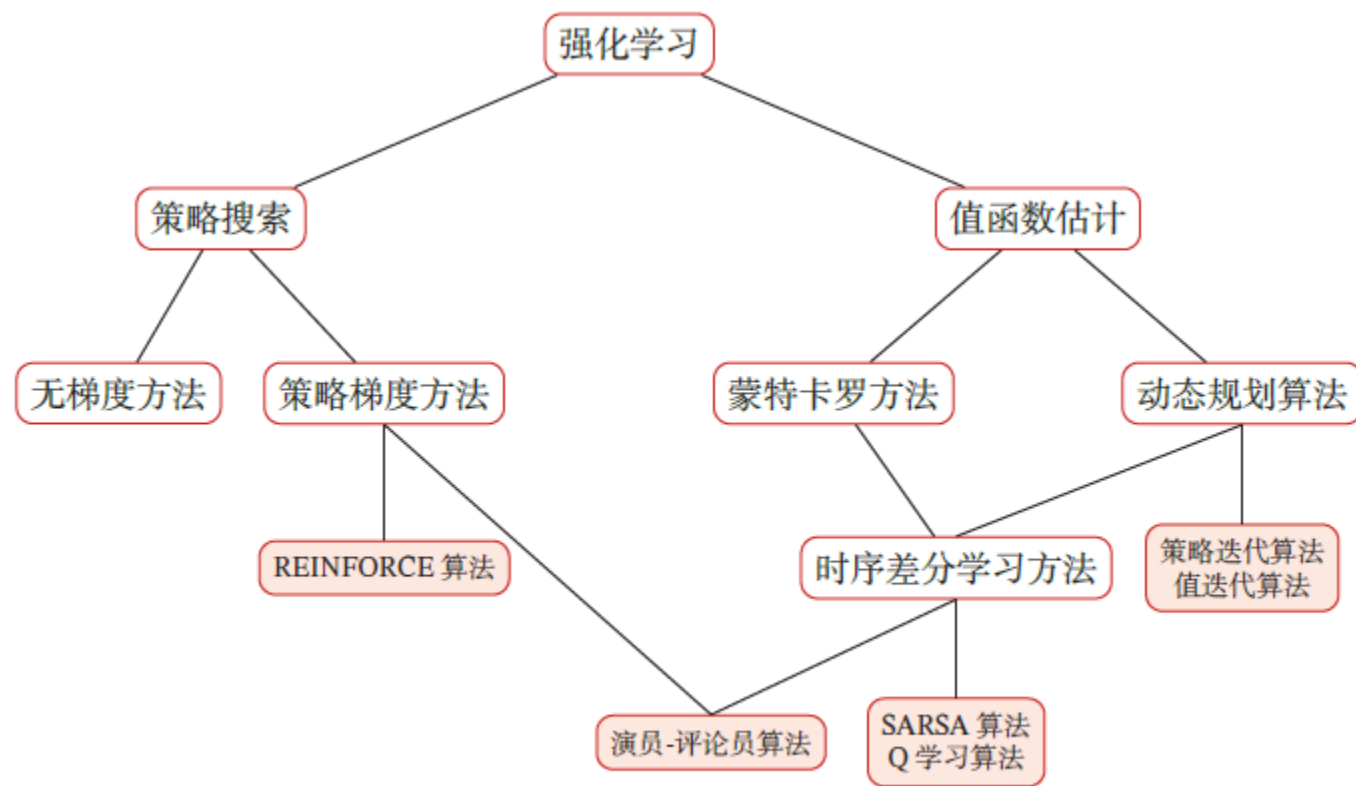 强化学习
策略搜索
值函数估计
无梯度方法
策略梯度方法
蒙特卡罗方法
动态规划算法
REINFORCE 算法
时序差分学习方法
策略迭代算法
值迭代算法
演员-评论员算法
SARSA 算法
Q 学习算法